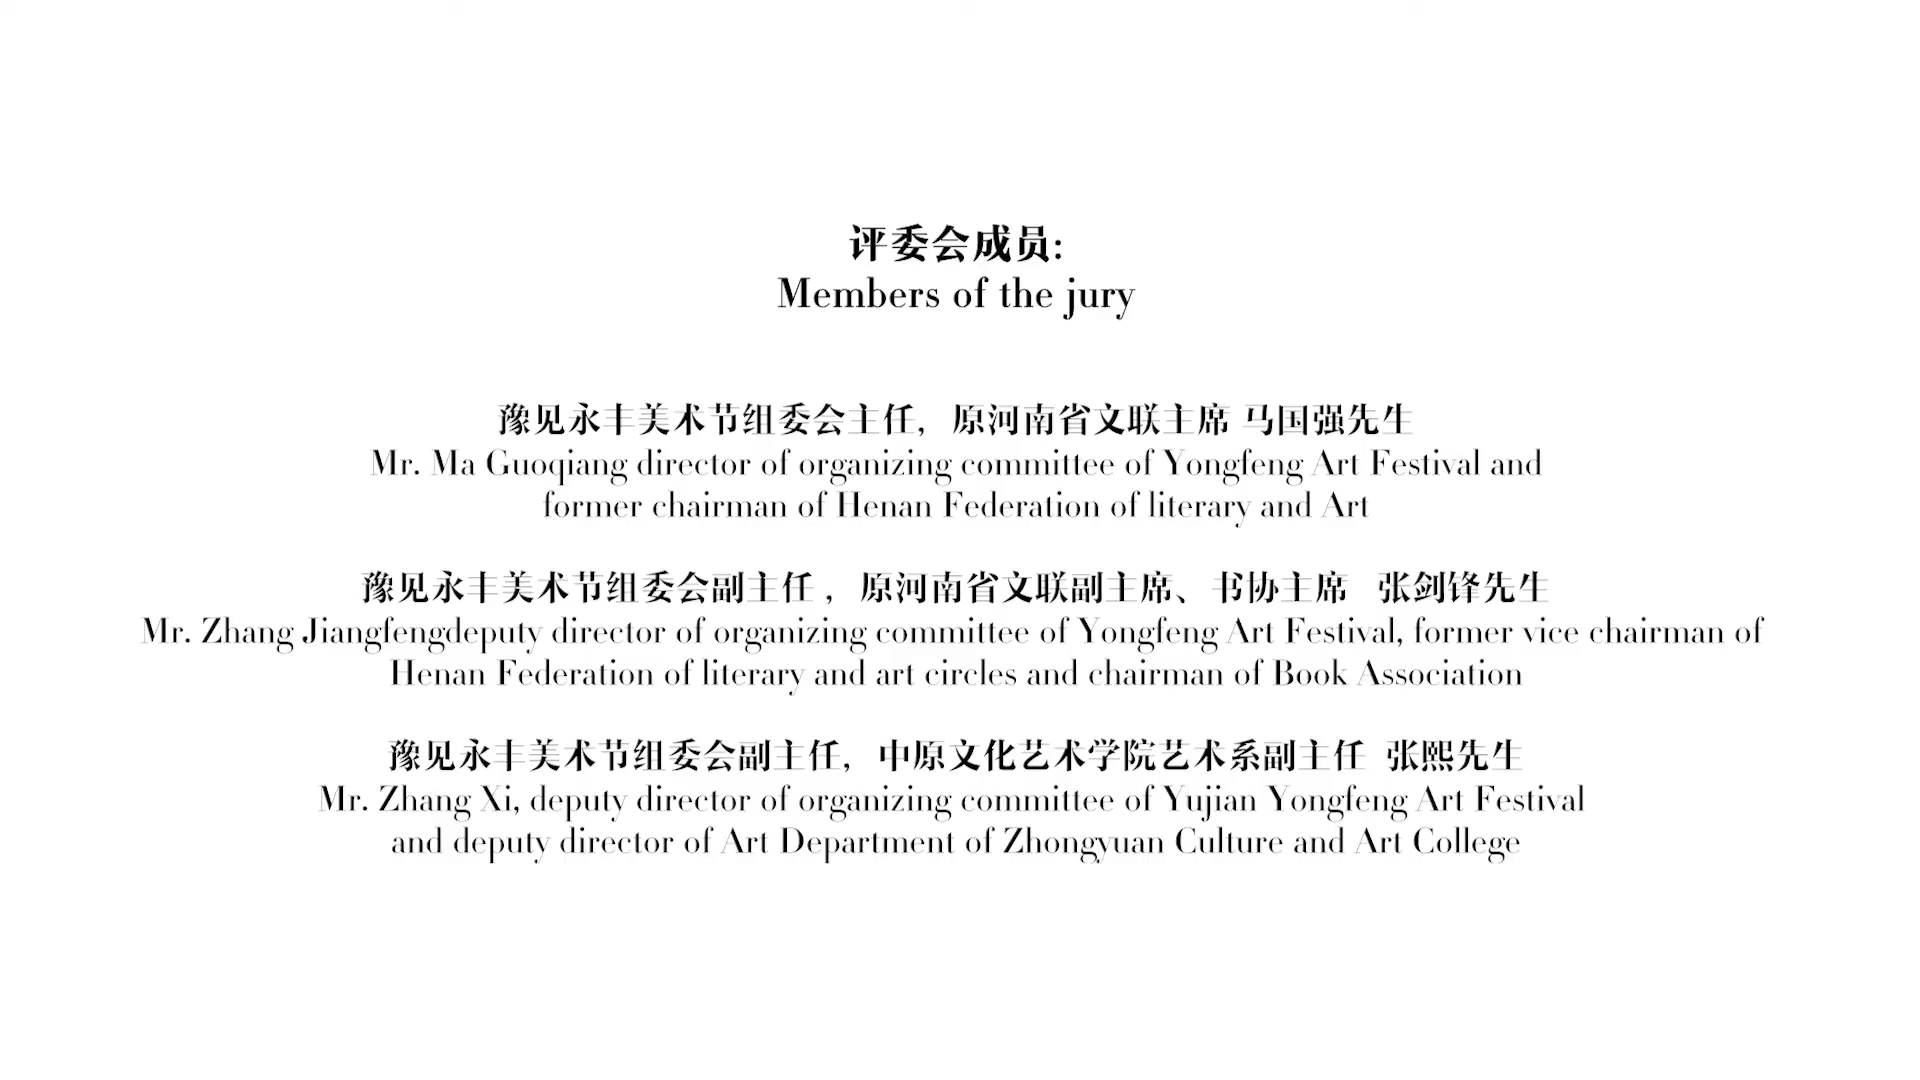 评委会成员:
Members of the jury
豫见永丰美术节组委会主任，原河南省文联主席 马国强先生
Mr. Ma Guoqiang director of organizing committee of Yongfeng Art Festival and
former chairman of Henan Federation of literary and Art
豫见永丰美术节组委会副主任 ，原河南省文联副主席、书协主席 张剑锋先生
Mr. Zhang Jiangfengdeputy director of organizing committee of Yongfeng Art Festival, former vice chairman of
Henan Federation of literary and art circles and chairman of Book Association
豫见永丰美术节组委会副主任，中原文化艺术学院艺术系副主任 张熙先生
Mr. Zhang Xi, deputy director of organizing committee of Yujian Yongfeng Art Festival
and deputy director of Art Department of Zhongyuan Culture and Art College